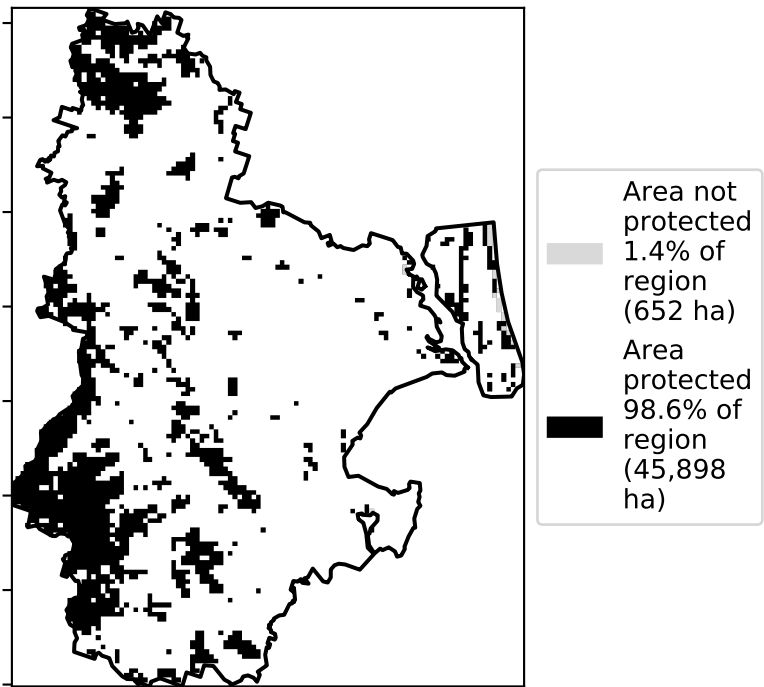 Area not
protected
1.4% of
region
(652 ha)
Area
protected
98.6% of
region
(45,898
ha)